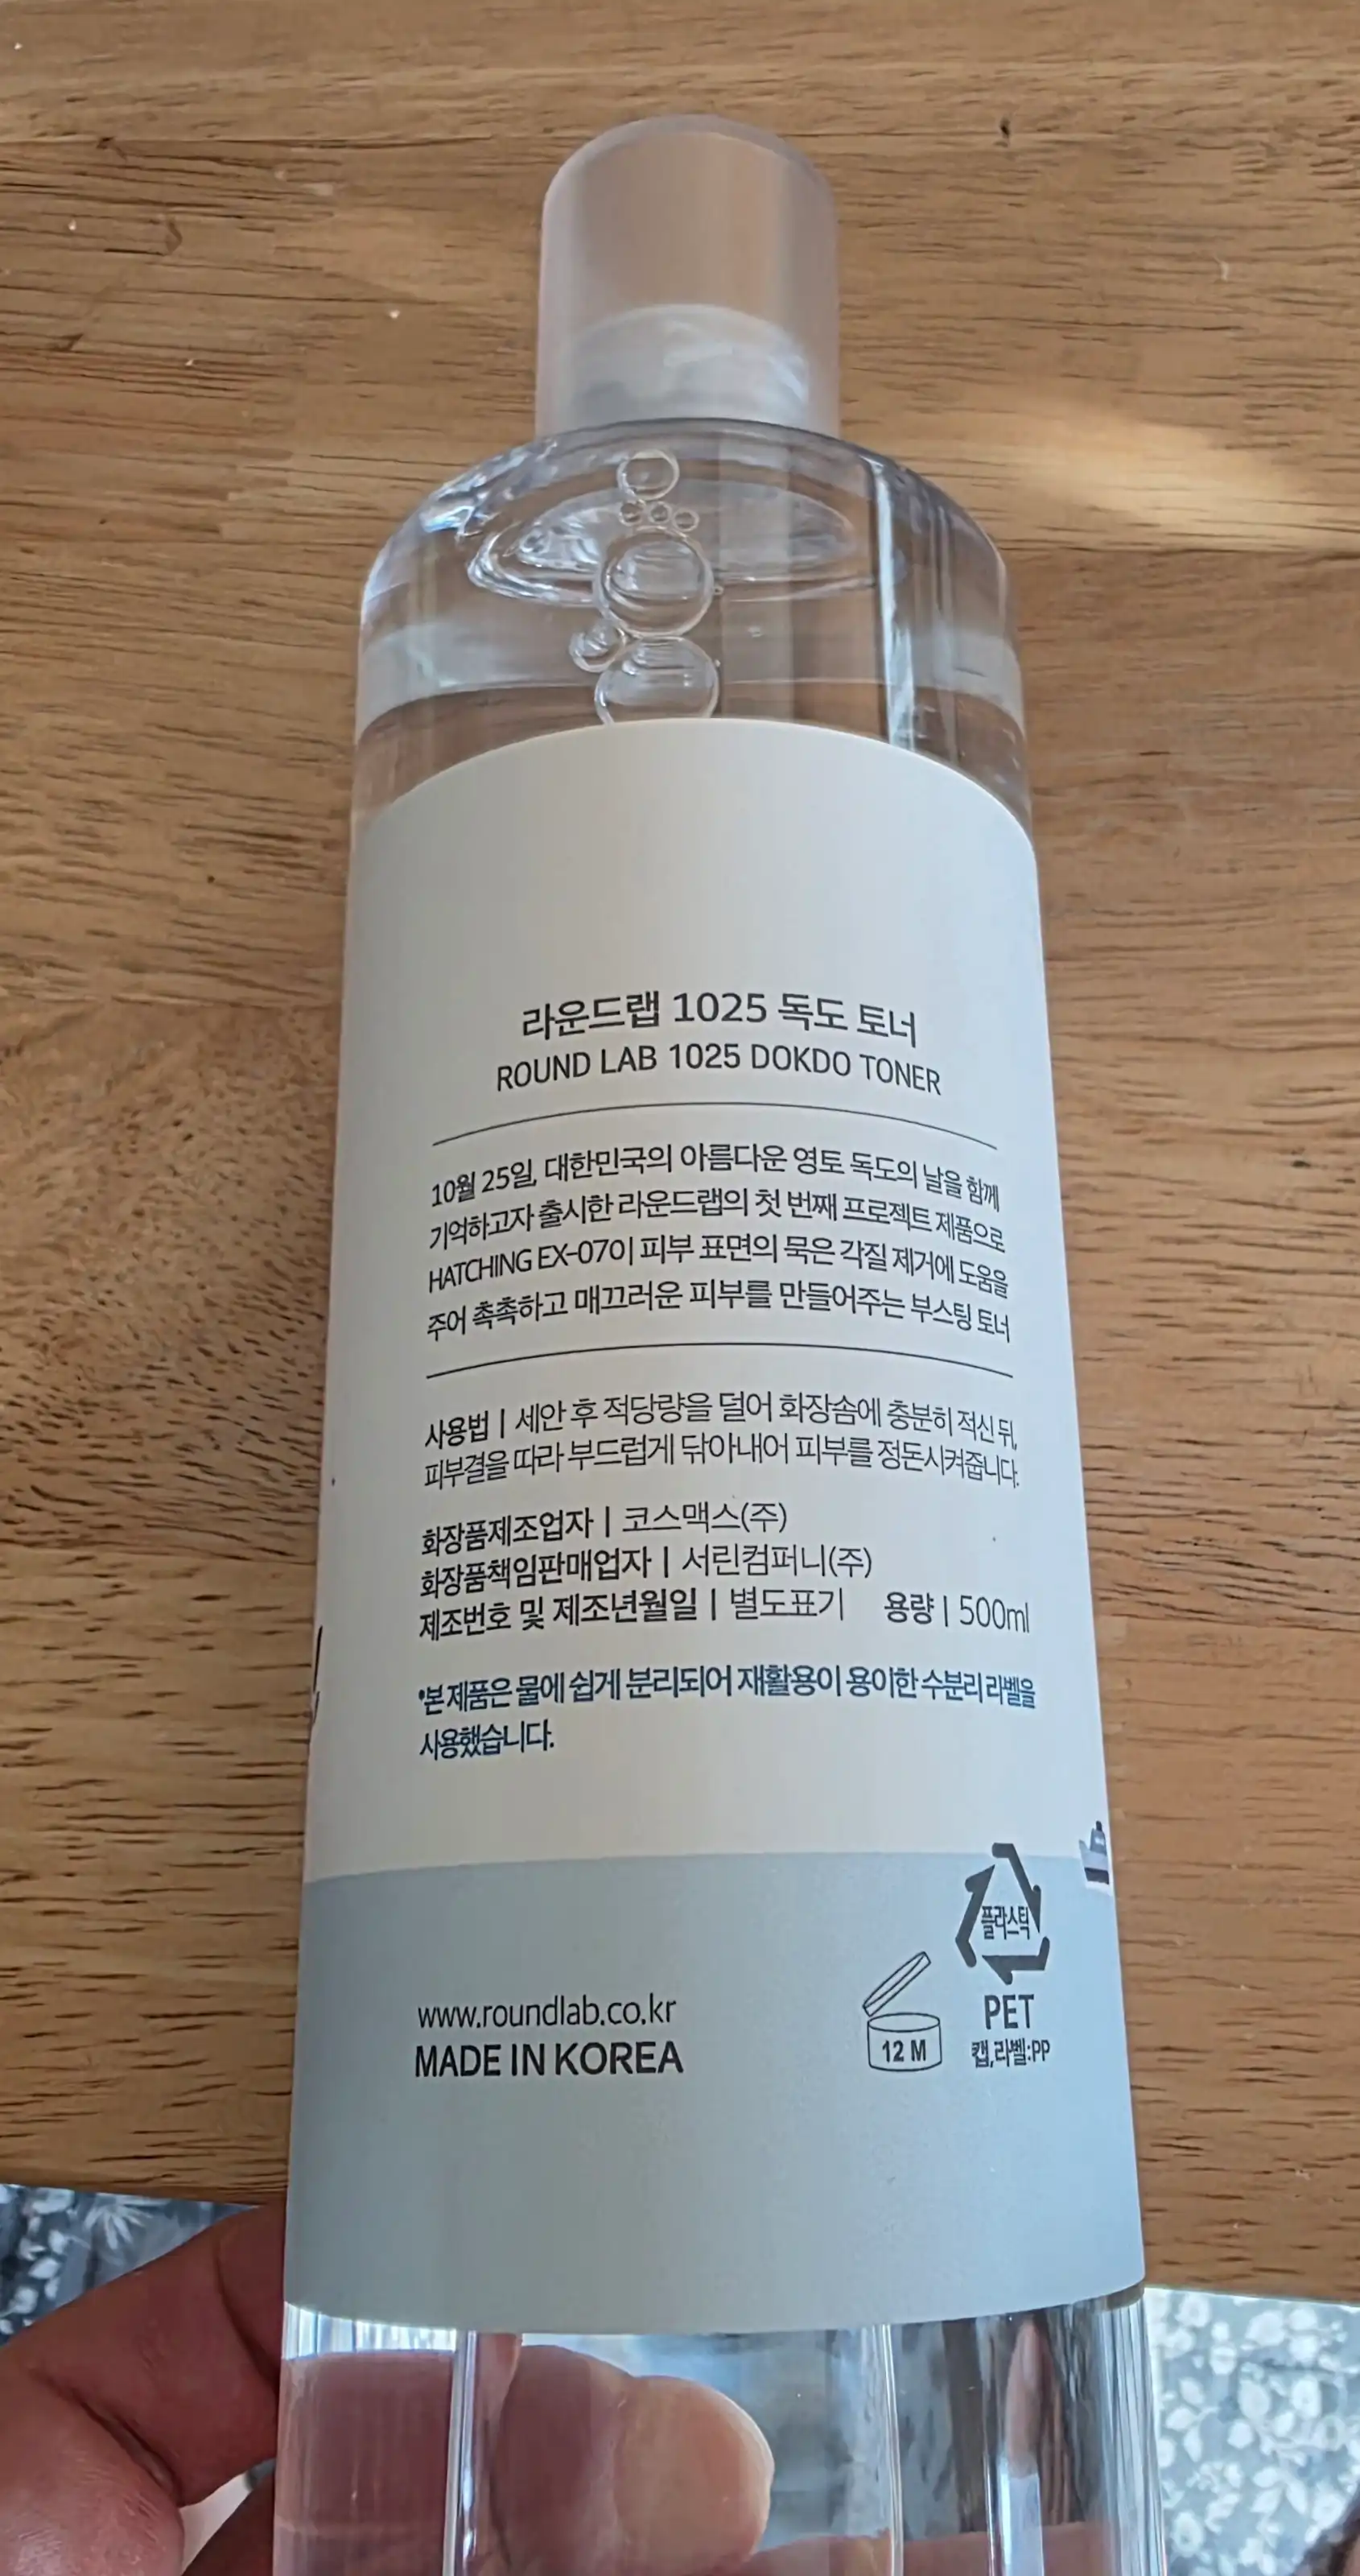 라운드랩 1025 독도 토너
ROUND LAB 1025 DOKDO TONER
10월 25일, 대한민국의 아름다운 영토 독도의 날을 함께
기억하고자 출시한 라운드랩의 첫 번째 프로젝트 제품으로
HATCHING EX-07이 피부 표면의 묵은 각질 제거에 도움을
주어 촉촉하고 매끄러운 피부를 만들어주는 부스팅 토너
사용법 | 세안 후 적당량을 덜어 화장솜에 충분히 적신 뒤,
피부결을 따라 부드럽게 닦아내어 피부를 정돈시켜줍니다.
화장품제조업자 | 코스맥스(주)
화장품책임판매업자 | 서린컴퍼니(주)
제조번호 및 제조년월일 | 별도표기 용량 | 500ml
*본 제품은 물에 쉽게 분리되어 재활용이 용이한 수분리 라벨을
사용했습니다.
플라스틱
PET
캡,라벨:PP
12 M
www.roundlab.co.kr
MADE IN KOREA